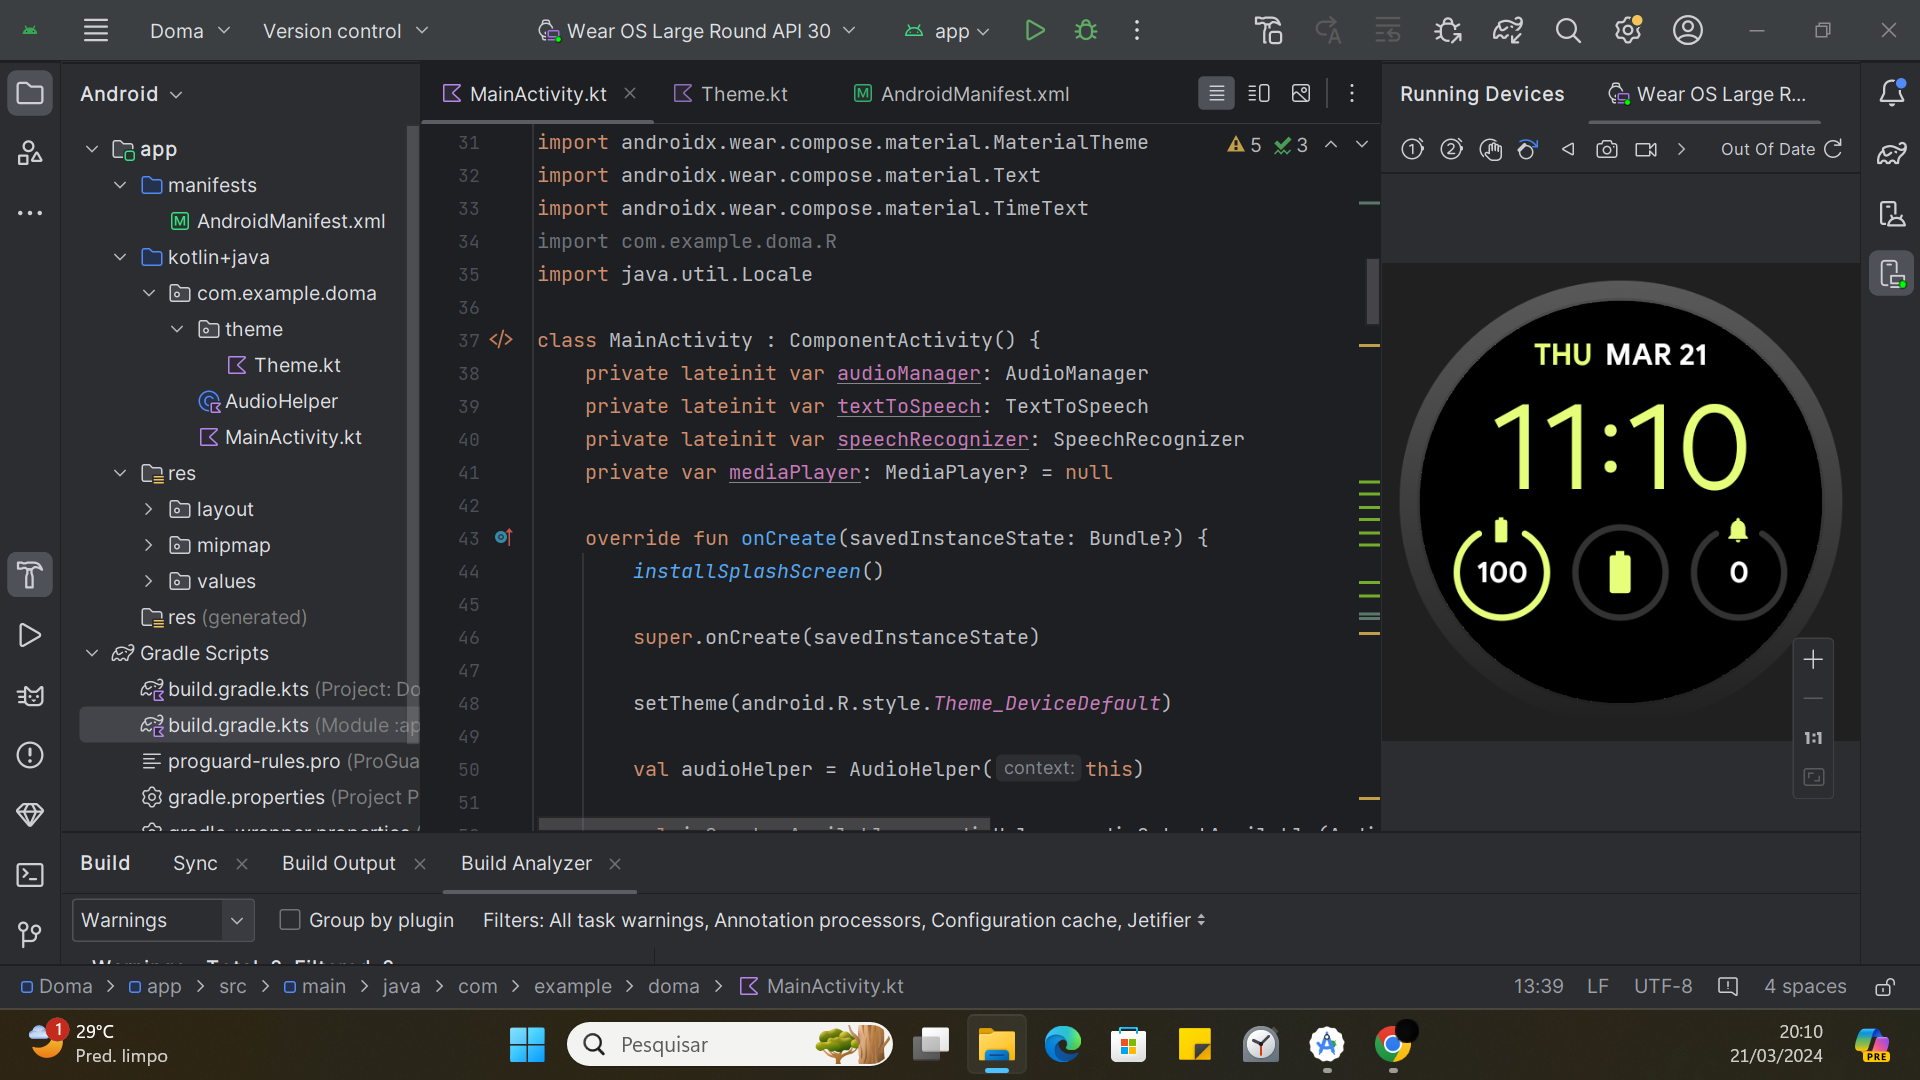 Doma
Version control
Wear OS Large Round API 30
app
Android
app
manifests
AndroidManifest.xml
kotlin+java
com.example.doma
theme
Theme.kt
AudioHelper
MainActivity.kt
res
layout
mipmap
values
res (generated)
Gradle Scripts
build.gradle.kts (Project: Do
build.gradle.kts (Module :ap
proguard-rules.pro (ProGua
gradle.properties (Project P
MainActivity.kt
Theme.kt
AndroidManifest.xml
5
3
31 import androidx.wear.compose.material.MaterialTheme
32 import androidx.wear.compose.material.Text
33 import androidx.wear.compose.material.TimeText
34 import com.example.doma.R
35 import java.util.Locale
36
37 </> class MainActivity : ComponentActivity() {
38 private lateinit var audioManager: AudioManager
39 private lateinit var textToSpeech: TextToSpeech
40 private lateinit var speechRecognizer: SpeechRecognizer
41 private var mediaPlayer: MediaPlayer? = null
42
43 override fun onCreate(savedInstanceState: Bundle?) {
44 installSplashScreen()
45
46 super.onCreate(savedInstanceState)
47
48 setTheme(android.R.style.Theme_DeviceDefault)
49
50 val audioHelper = AudioHelper( context: this)
51
Running Devices
Wear OS Large R...
1
2
Out Of Date
THU MAR 21
11:10
100
0
1:1
Build
Sync
Build Output
Build Analyzer
Warnings
Group by plugin
Filters: All task warnings, Annotation processors, Configuration cache, Jetifier
Doma > app > src > main > java > com > example > doma > MainActivity.kt
13:39
LF
UTF-8
4 spaces
1
29°C
Pred. limpo
Pesquisar
20:10
21/03/2024
PRE